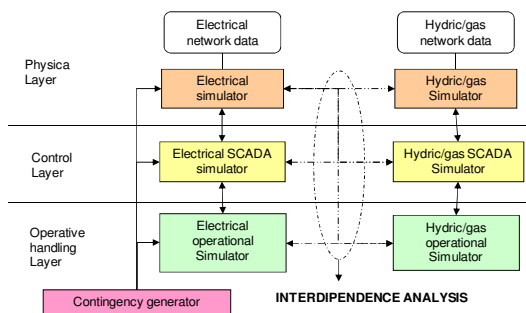 Electrical
network data
Hydric/gas
network data
Physica
Layer
Electrical
simulator
Hydric/gas
Simulator
Control
Layer
Electrical SCADA
simulator
Hydric/gas SCADA
Simulator
Operative
handling
Layer
Electrical
operational
Simulator
Hydric/gas
operational
Simulator
Contingency generator
INTERDIPENDENCE ANALYSIS